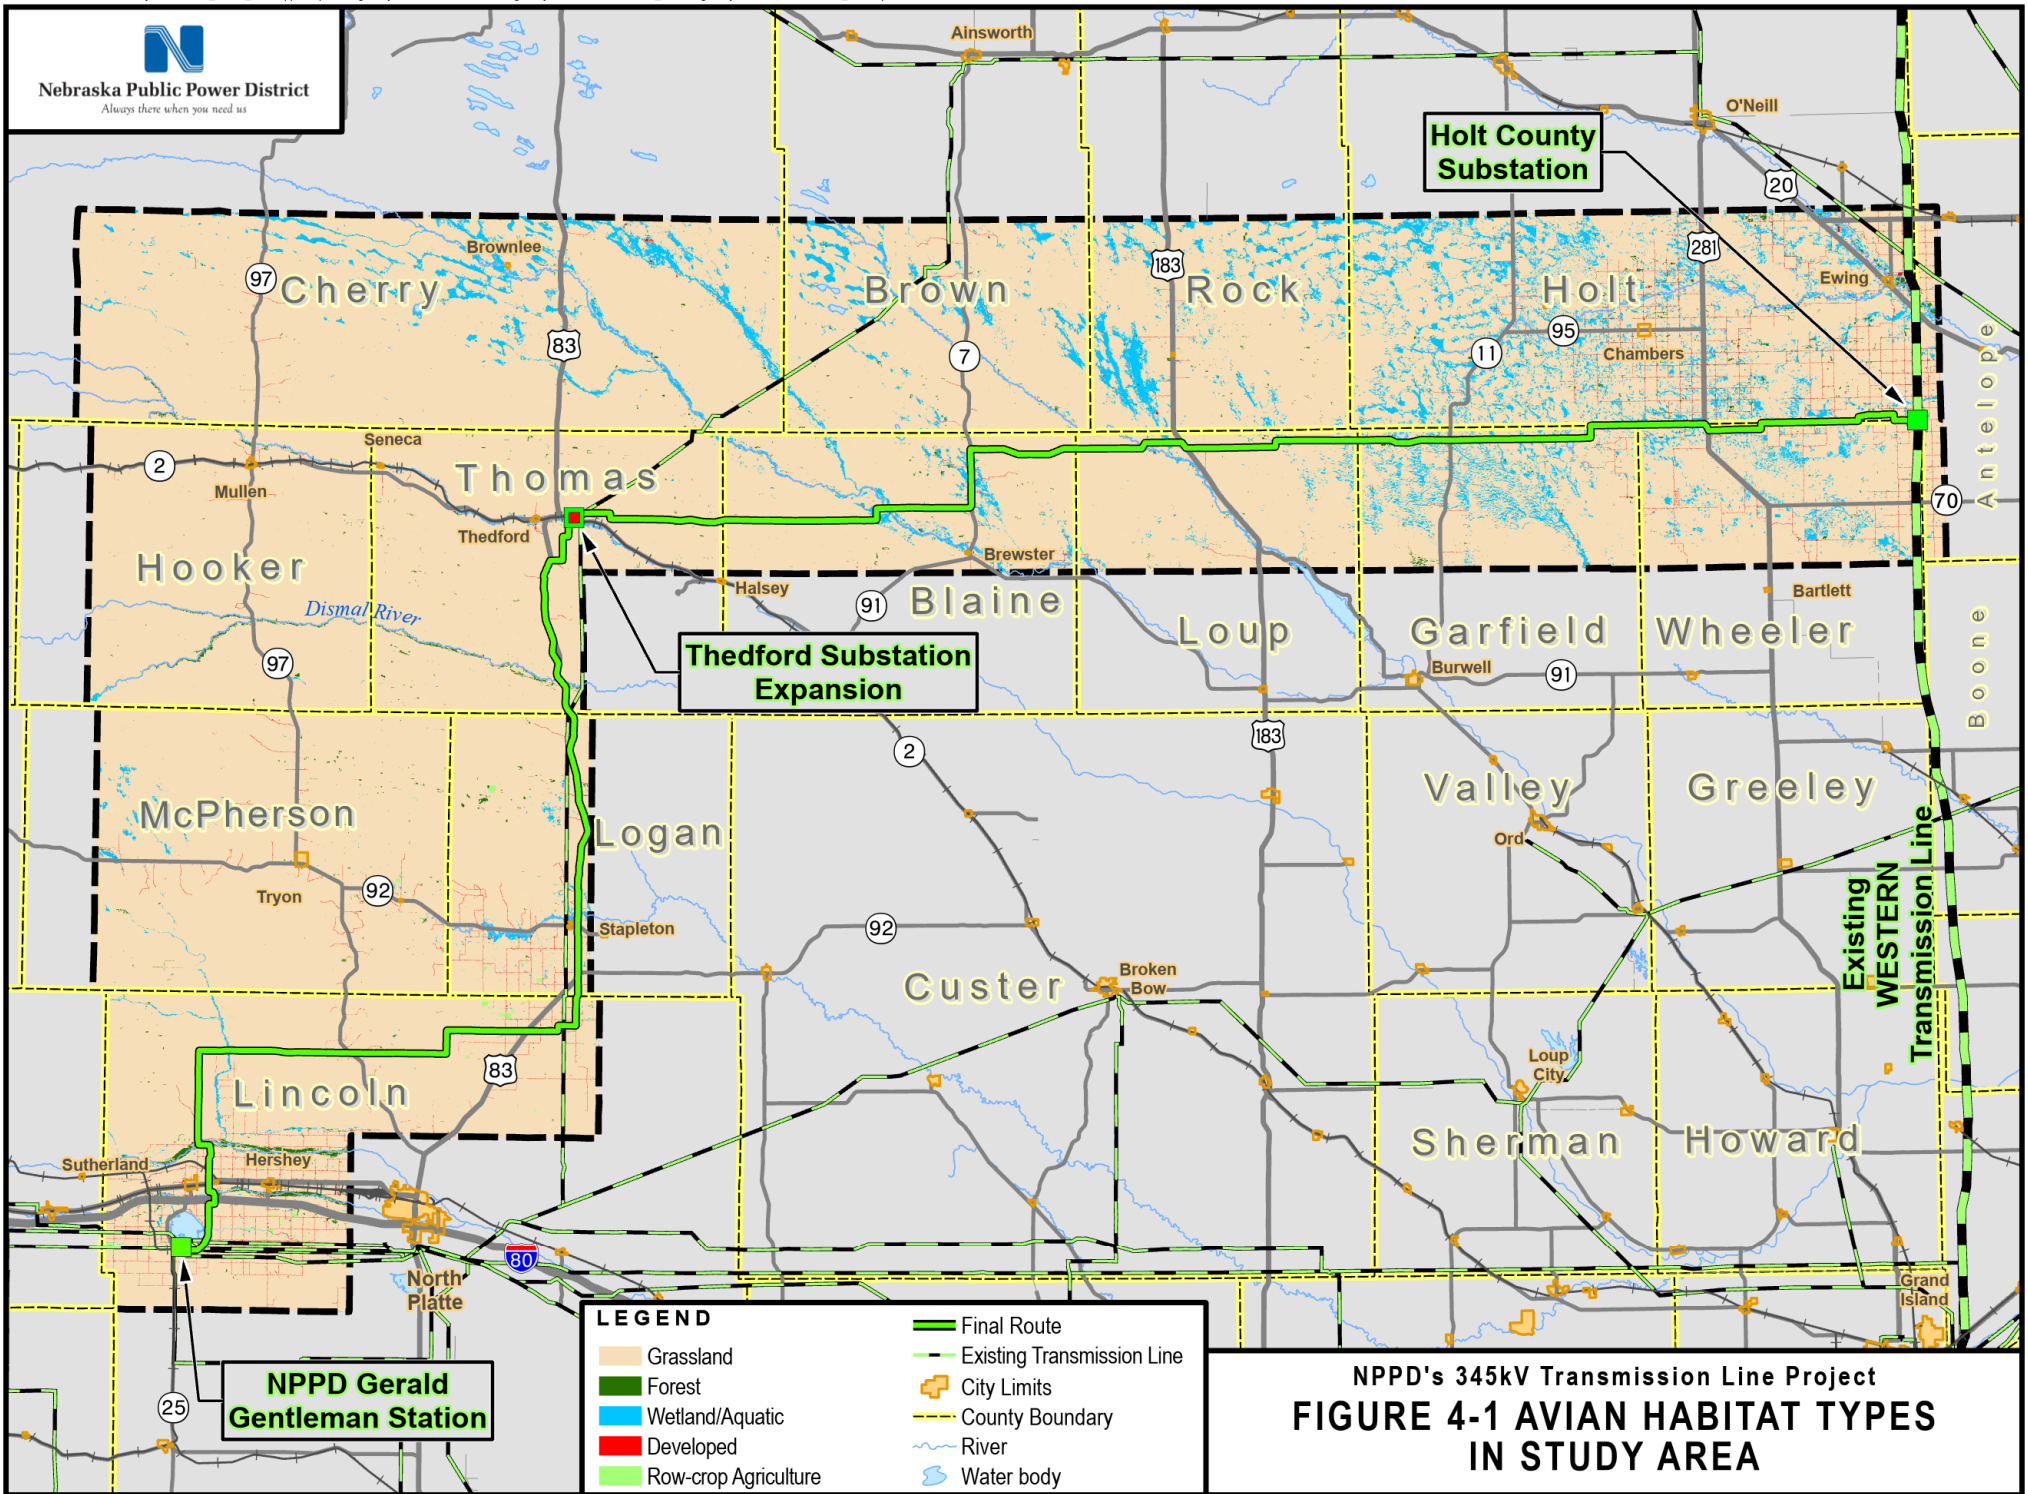 Nebraska Public Power District
Always there when you need us
Ainsworth
O'Neill
Holt County
Substation
20
Brownlee
97
Cherry
Brown
183
Rock
Holt
281
Ewing
83
7
11
95
Chambers
Antelope
Seneca
2
Mullen
Thomas
Thedford
70
Hooker
Brewster
Halsey
91
Blaine
Bartlett
Dismal River
Loup
Garfield
Wheeler
Boone
97
Thedford Substation
Expansion
Burwell
91
2
183
McPherson
Logan
Valley
Greeley
Ord
Tryon
92
Stapleton
92
Custer
Broken
Bow
Existing
WESTERN
Transmission Line
83
Lincoln
Loup
City
Sherman
Howard
Sutherland
Hershey
80
North
Platte
Grand
Island
NPPD Gerald
Gentleman Station
25
LEGEND
Grassland
Forest
Wetland/Aquatic
Developed
Row-crop Agriculture
Final Route
Existing Transmission Line
City Limits
County Boundary
River
Water body
NPPD's 345kV Transmission Line Project
FIGURE 4-1 AVIAN HABITAT TYPES
IN STUDY AREA